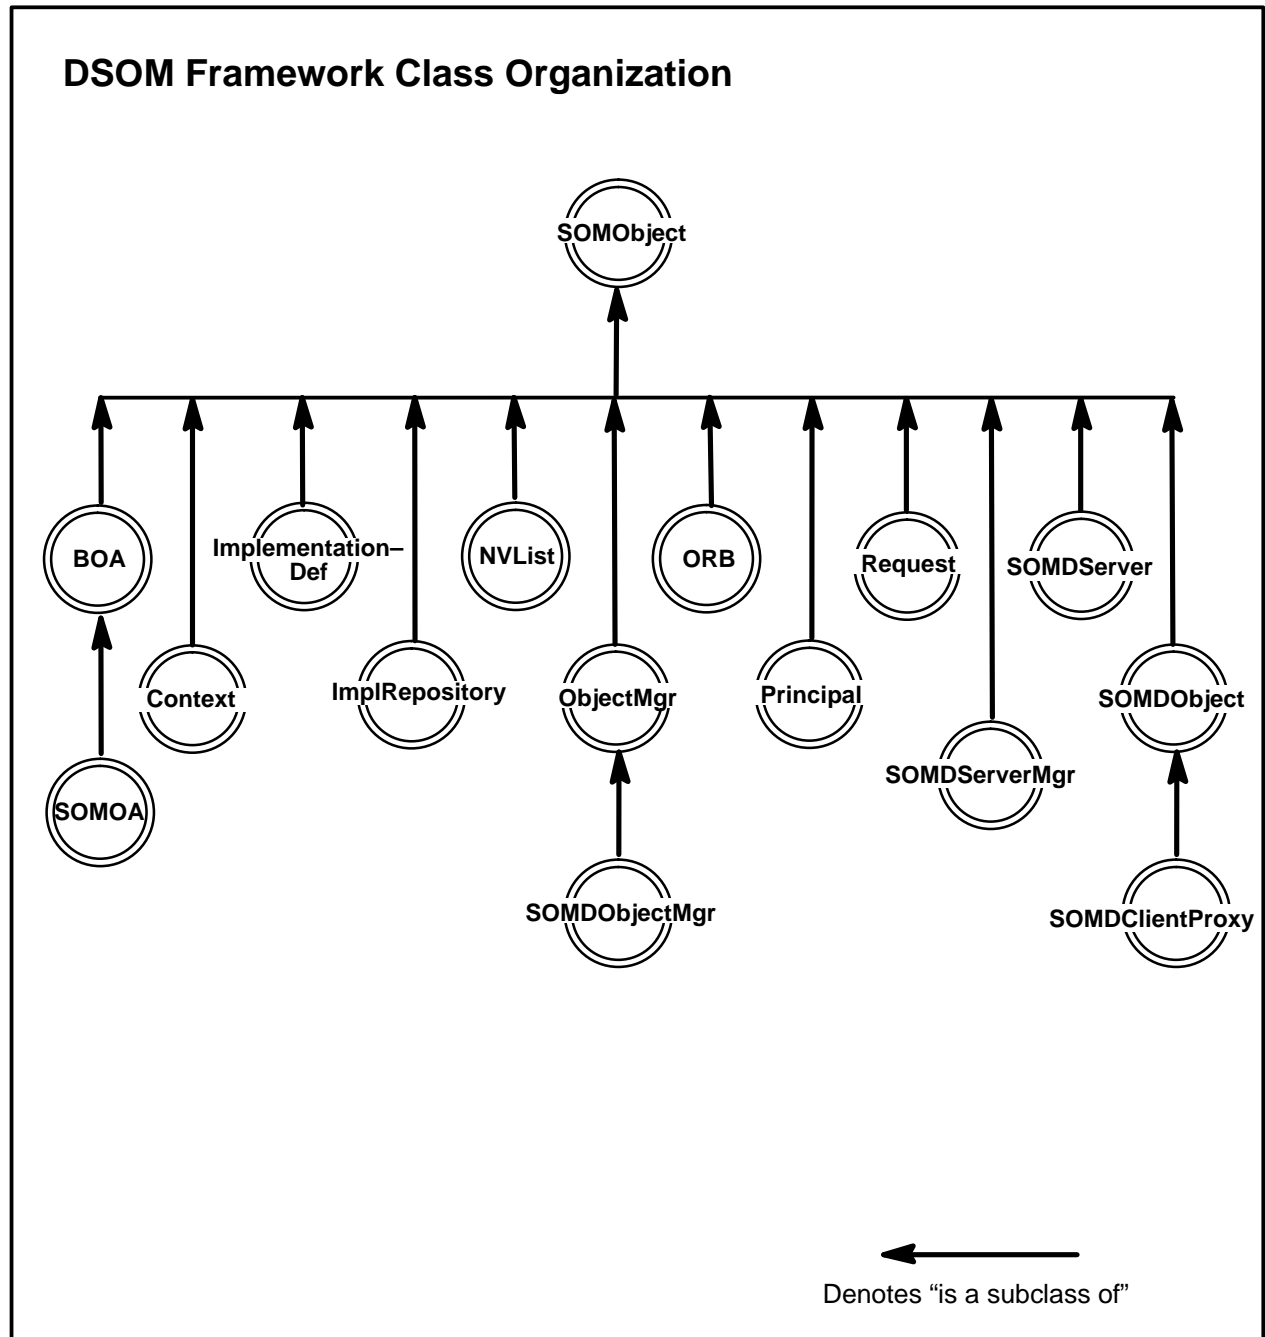 DSOM Framework Class Organization
SOMObject
BOA
Implementation–
Def
NVList
ORB
Request
SOMDServer
Context
ImplRepository
ObjectMgr
Principal
SOMDObject
SOMDServerMgr
SOMOA
SOMDObjectMgr
SOMDClientProxy
Denotes “is a subclass of”